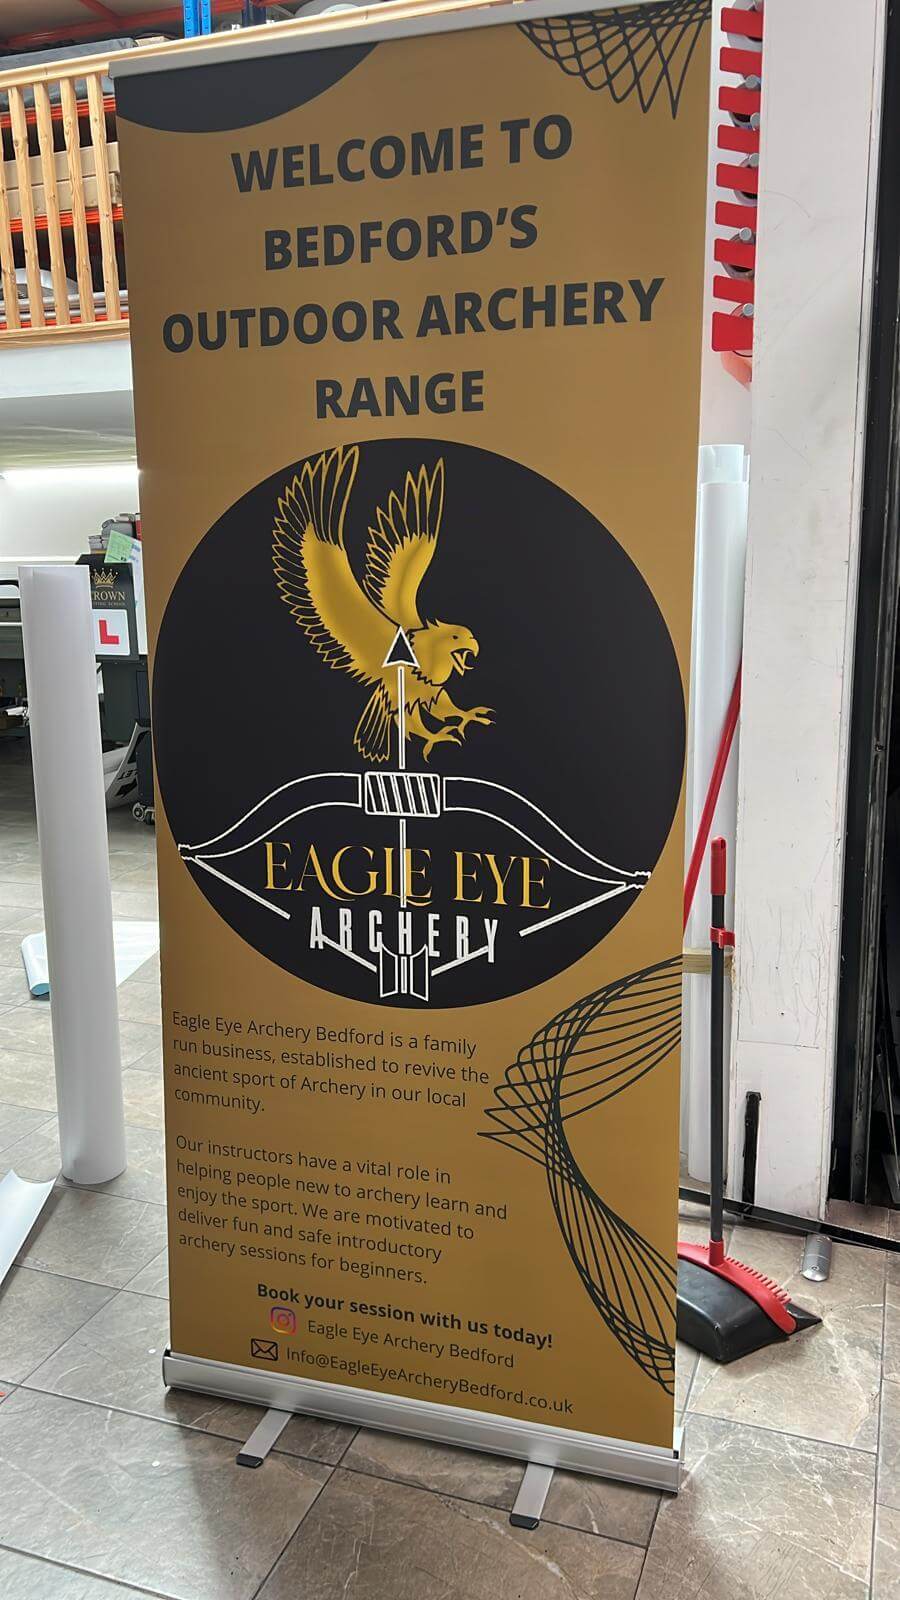 WELCOME TO
BEDFORD'S
OUTDOOR ARCHERY
RANGE
EAGLE EYE
ARCHERY
Eagle Eye Archery Bedford is a family
run business, established to revive the
ancient sport of Archery in our local
community.
Our instructors have a vital role in
helping people new to archery learn and
enjoy the sport. We are motivated to
deliver fun and safe introductory
archery sessions for beginners.
Book your session with us today!
Eagle Eye Archery Bedford
Info@EagleEyeArcheryBedford.co.uk
L